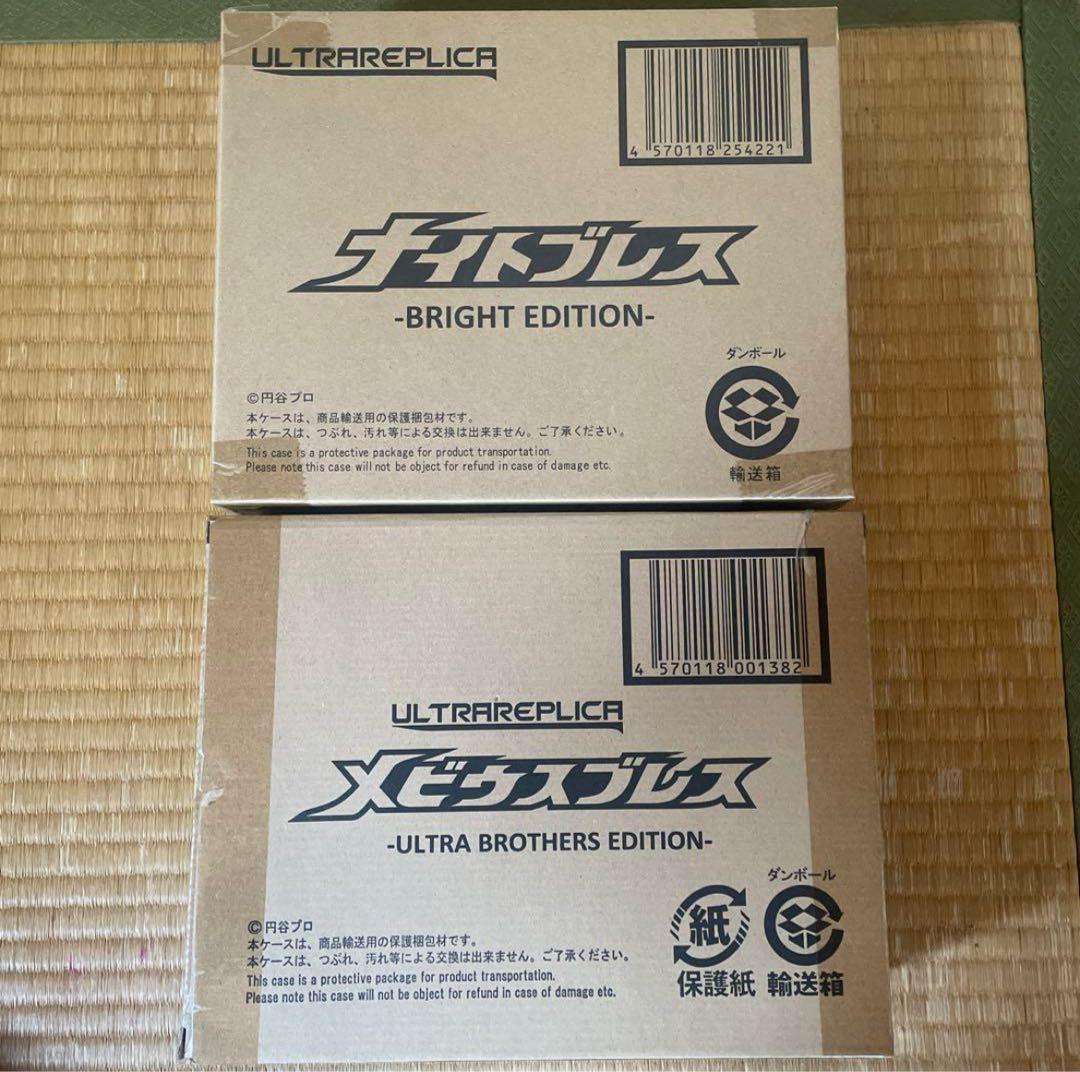 ULTRAREPLICA
4 570118 254221
ナイトブレス
-BRIGHT EDITION-
ダンボール
輸送箱
©円谷プロ
本ケースは、商品輸送用の保護梱包材です。
本ケースは、つぶれ、汚れ等による交換は出来ません。ご了承ください。
This case is a protective package for product transportation.
Please note this case will not be object for refund in case of damage etc.
4 570118 001382
ULTRAREPLICA
メビウスブレス
-ULTRA BROTHERS EDITION-
ダンボール
紙
保護紙 輸送箱
©円谷プロ
本ケースは、商品輸送用の保護梱包材です。
本ケースは、つぶれ、汚れ等による交換は出来ません。ご了承ください。
This case is a protective package for product transportation.
Please note this case will not be object for refund in case of damage etc.